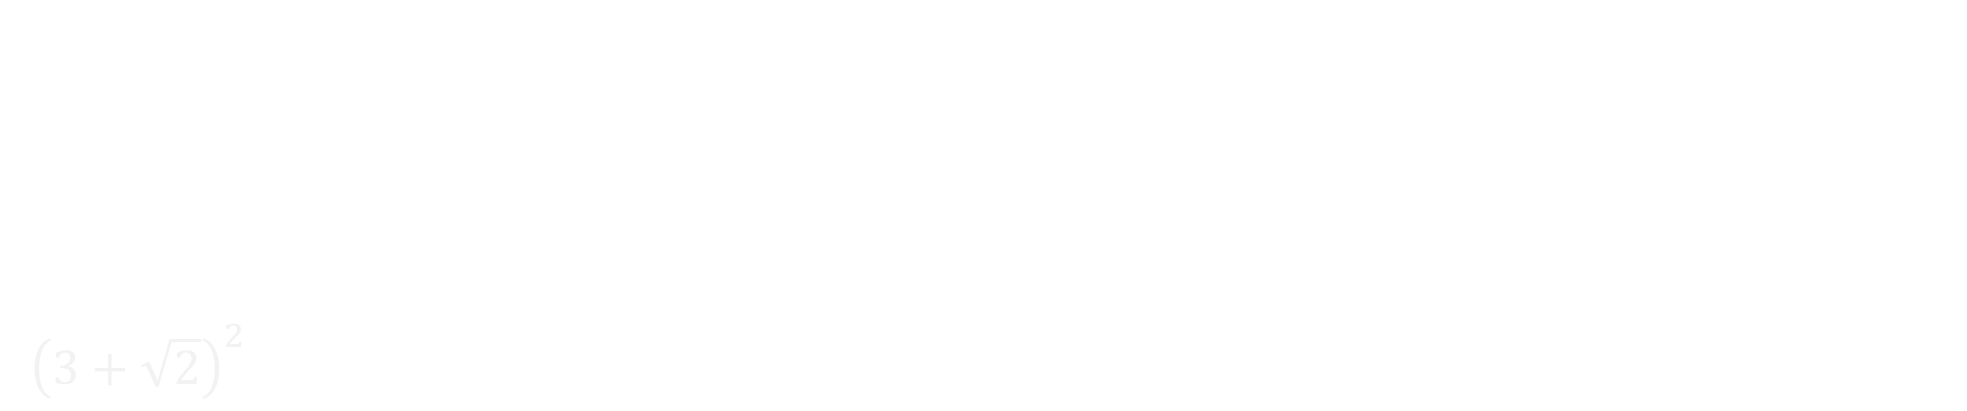 (3 + √2)²